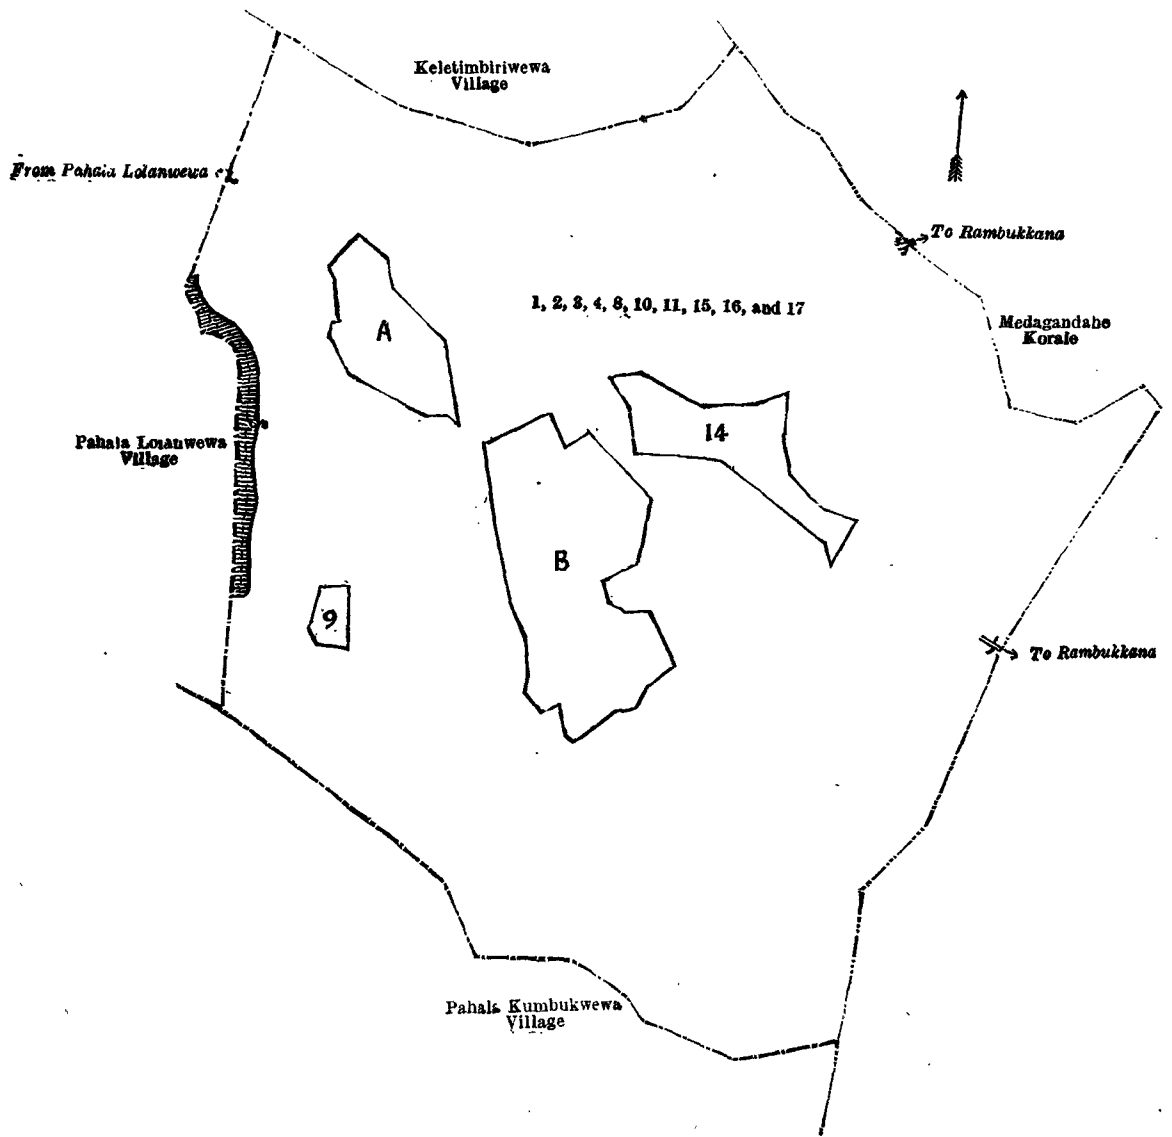 Keletimbiriwewa
Village
From Pahala Lolanwewa
To Rambukkana
1, 2, 3, 4, 8, 10, 11, 15, 16, and 17
Medagandahe
Korale
A
14
Pahala Lolanwewa
Village
B
9
To Rambukkana
Pahala Kumbukwewa
Village